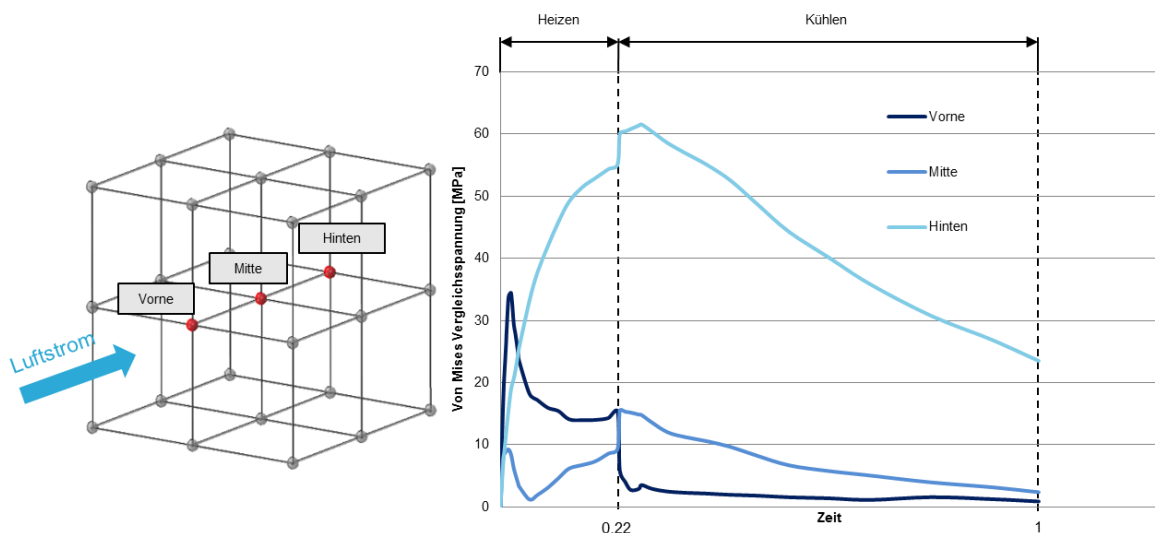 Heizen
Kühlen
70
60
50
40
30
20
10
0
Von Mises Vergleichsspannung [MPa]
Vorne
Mitte
Hinten
0.22
Zeit
1
Hinten
Mitte
Vorne
Luftstrom